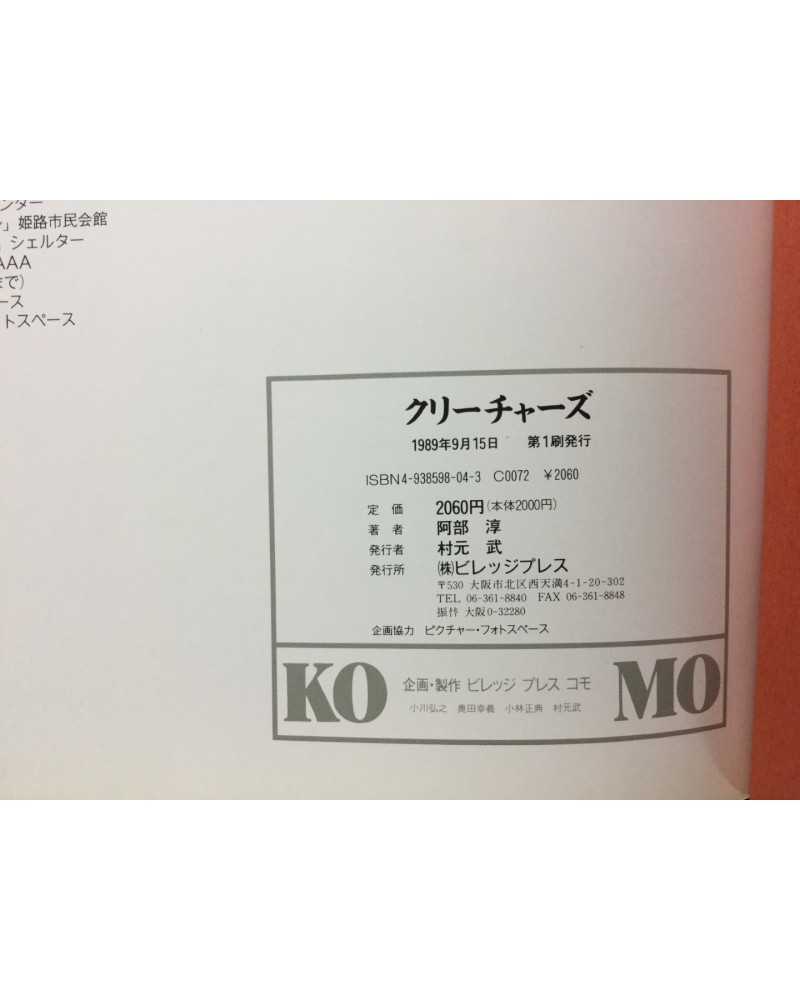 ンター
」姫路市民会館
」シェルター
AAA
まで)
ース
ォトスペース
クリーチャーズ
1989年9月15日 第1刷発行
ISBN4-938598-04-3 C0072 ¥2060
定 価 2060円(本体2000円)
著 者 阿部 淳
発行者 村元 武
発行所 ㈱ビレッジプレス
〒530 大阪市北区西天満4-1-20-302
TEL 06-361-8840 FAX 06-361-8848
振替 大阪0-32280
企画協力 ピクチャー・フォトスペース
KO 企画・製作 ビレッジ プレス コモ MO
小川弘之 奥田幸義 小林正典 村元武